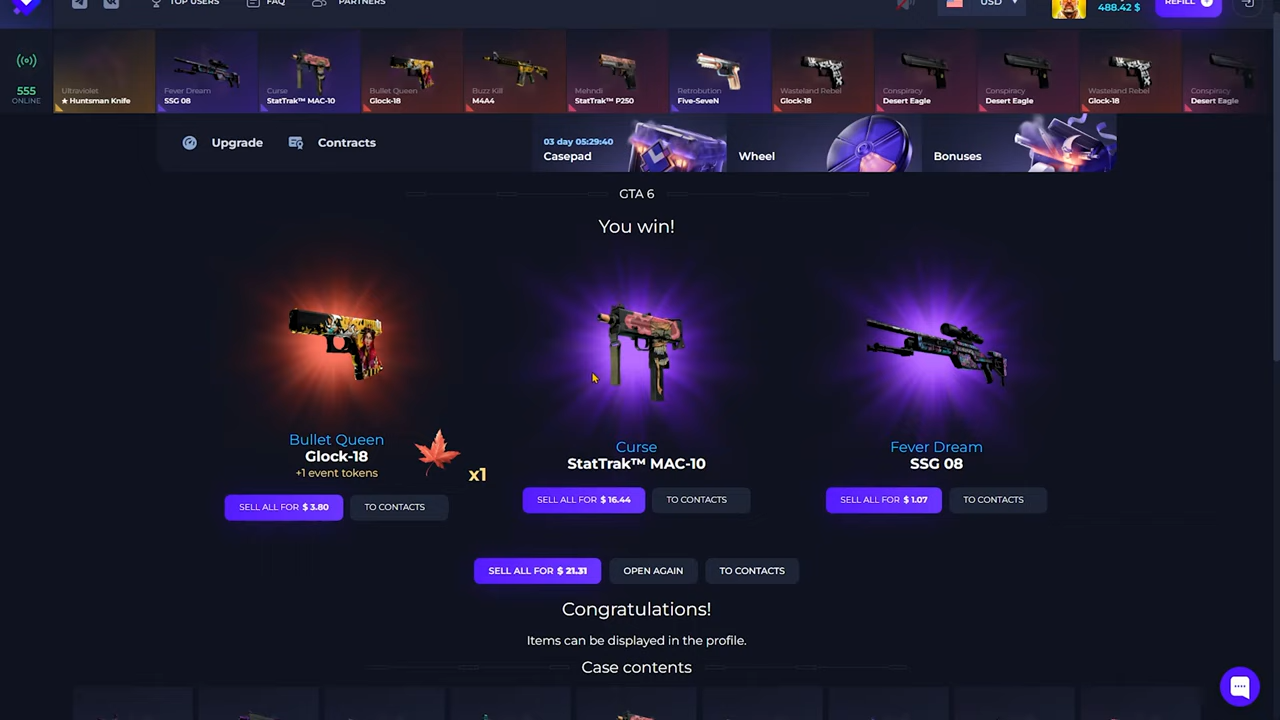 TOP USERS
FAQ
PARTNERS
USD
488.42 $
REFILL
555
ONLINE
Ultraviolet
★ Huntsman Knife
Fever Dream
SSG 08
Curse
StatTrak™ MAC-10
Bullet Queen
Glock-18
Buzz Kill
M4A4
Mehndi
StatTrak™ P250
Retrobution
Five-SeveN
Wasteland Rebel
Glock-18
Conspiracy
Desert Eagle
Conspiracy
Desert Eagle
Wasteland Rebel
Glock-18
Conspiracy
Desert Eagle
Upgrade
Contracts
03 day 05:29:40
Casepad
Wheel
Bonuses
GTA 6
You win!
Bullet Queen
Glock-18
+1 event tokens
x1
SELL ALL FOR $ 3.80
TO CONTACTS
Curse
StatTrak™ MAC-10
SELL ALL FOR $ 16.44
TO CONTACTS
Fever Dream
SSG 08
SELL ALL FOR $ 1.07
TO CONTACTS
SELL ALL FOR $ 21.31
OPEN AGAIN
TO CONTACTS
Congratulations!
Items can be displayed in the profile.
Case contents